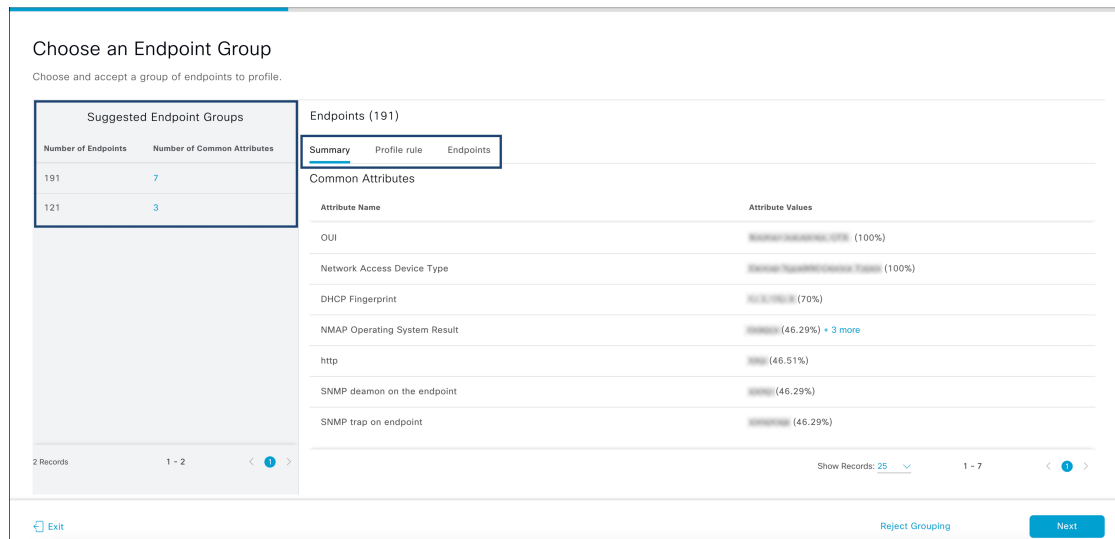 Choose an Endpoint Group
Choose and accept a group of endpoints to profile.
Suggested Endpoint Groups
Number of Endpoints Number of Common Attributes
191 7
121 3
2 Records 1 - 2 < 1 >
Endpoints (191)
Summary Profile rule Endpoints
Common Attributes
Attribute Name Attribute Values
OUI (100%)
Network Access Device Type (100%)
DHCP Fingerprint (70%)
NMAP Operating System Result (46.29%) + 3 more
http (46.51%)
SNMP deamon on the endpoint (46.29%)
SNMP trap on endpoint (46.29%)
Show Records: 25 1 - 7 < 1 >
Exit Reject Grouping Next